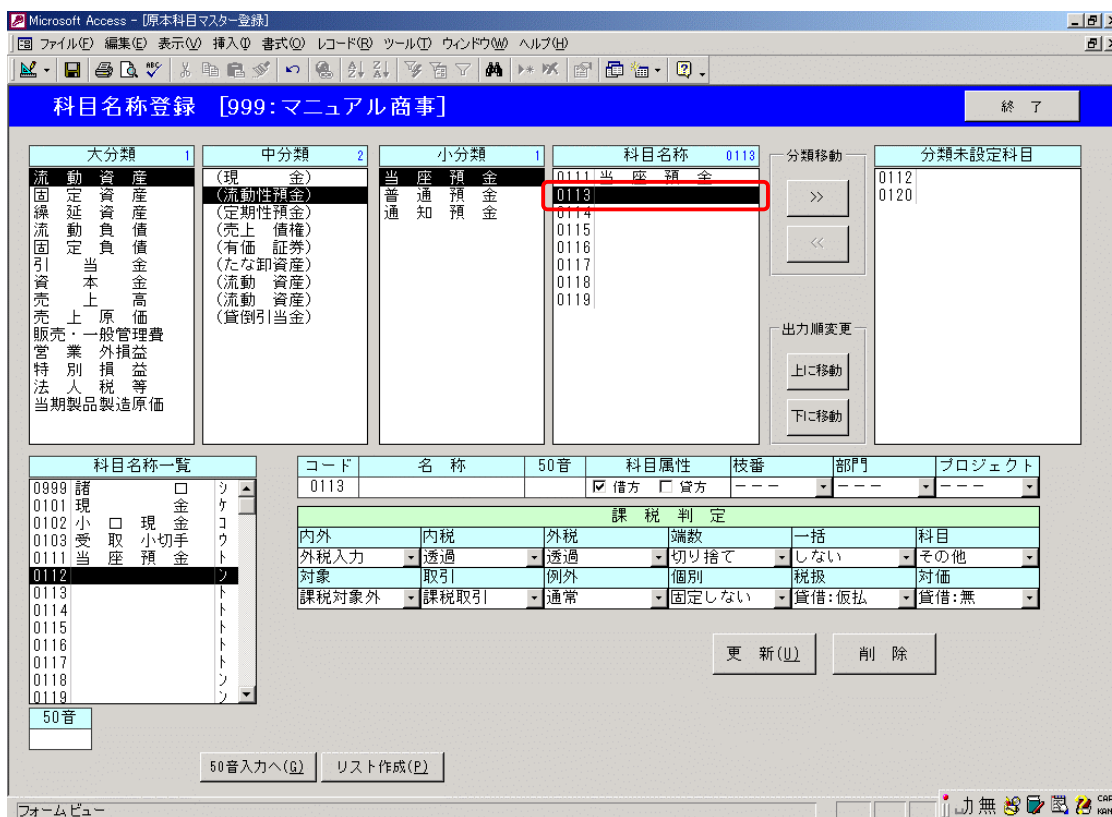 Microsoft Access - [原本科目マスター登録]
ファイル(F) 編集(E) 表示(V) 挿入(I) 書式(O) レコード(R) ツール(T) ウィンドウ(W) ヘルプ(H)
科目名称登録 [999:マニュアル商事]
終 了
大分類 1
流 動 資 産
固 定 資 産
繰 延 資 産
流 動 負 債
固 定 負 債
引 当 金
資 本 金
売 上 高
売 上 原 価
販売・一般管理費
営 業 外損益
特 別 損 益
法 人 税 等
当期製品製造原価
中分類 2
(現 金)
(流動性預金)
(定期性預金)
(売上 債権)
(有価 証券)
(たな卸資産)
(流動 資産)
(流動 資産)
(貸倒引当金)
小分類 1
当 座 預 金
普 通 預 金
通 知 預 金
科目名称 0113
0111 当 座 預 金
0113
0114
0115
0116
0117
0118
0119
分類移動
>>
<<
出力順変更
上に移動
下に移動
分類未設定科目
0112
0120
科目名称一覧
0999 諸 口 シ
0101 現 金 ケ
0102 小 口 現 金 コ
0103 受 取 小切手 ウ
0111 当 座 預 金 ト
0112 ン
0113 ト
0114 ト
0115 ト
0116 ト
0117 ト
0118 ン
0119 ン
50音
コード 名 称 50音 科目属性 枝番 部門 プロジェクト
0113 借方 貸方 --- --- ---
課 税 判 定
内外 内税 外税 端数 一括 科目
外税入力 透過 透過 切り捨て しない その他
対象 取引 例外 個別 税扱 対価
課税対象外 課税取引 通常 固定しない 貸借:仮払 貸借:無
更 新(U) 削 除
50音入力へ(G) リスト作成(P)
フォームビュー
無
CAP
KANA